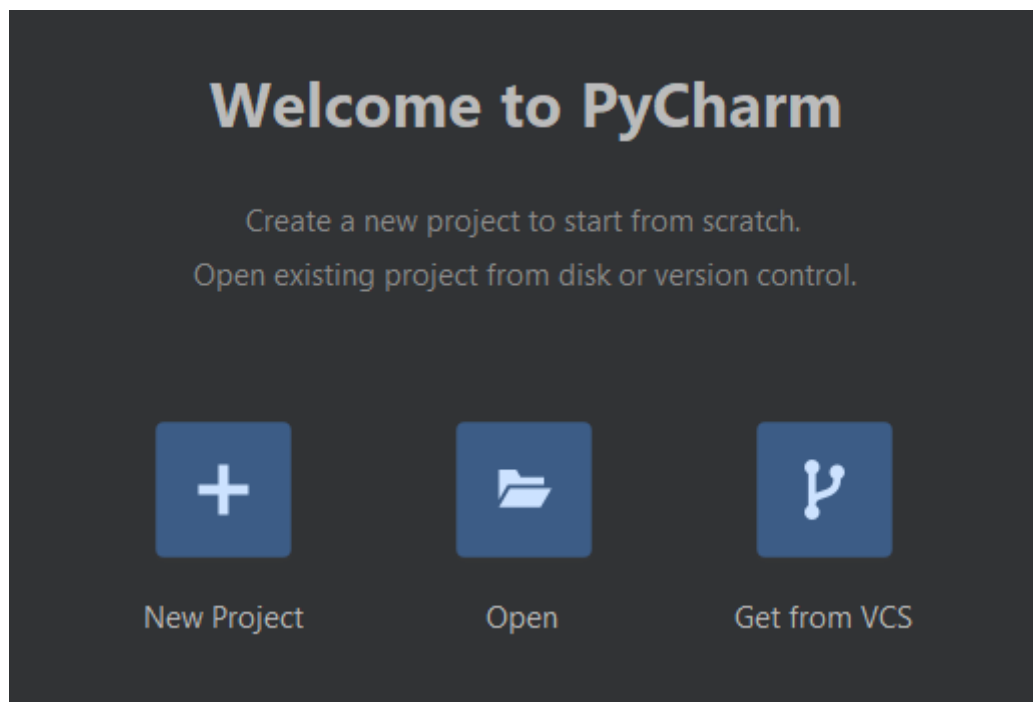 Welcome to PyCharm
Create a new project to start from scratch.
Open existing project from disk or version control.
New Project
Open
Get from VCS